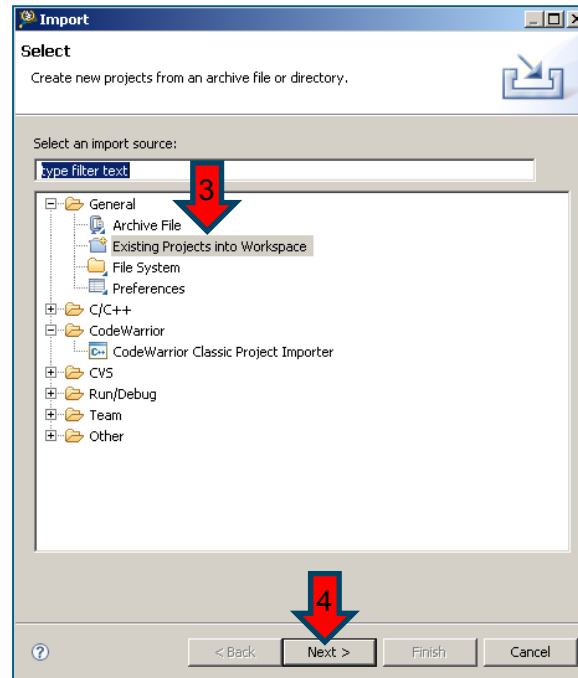 Import
Select
Create new projects from an archive file or directory.
Select an import source:
type filter text
3
General
Archive File
Existing Projects into Workspace
File System
Preferences
C/C++
CodeWarrior
C++ CodeWarrior Classic Project Importer
CVS
Run/Debug
Team
Other
4
? < Back Next > Finish Cancel